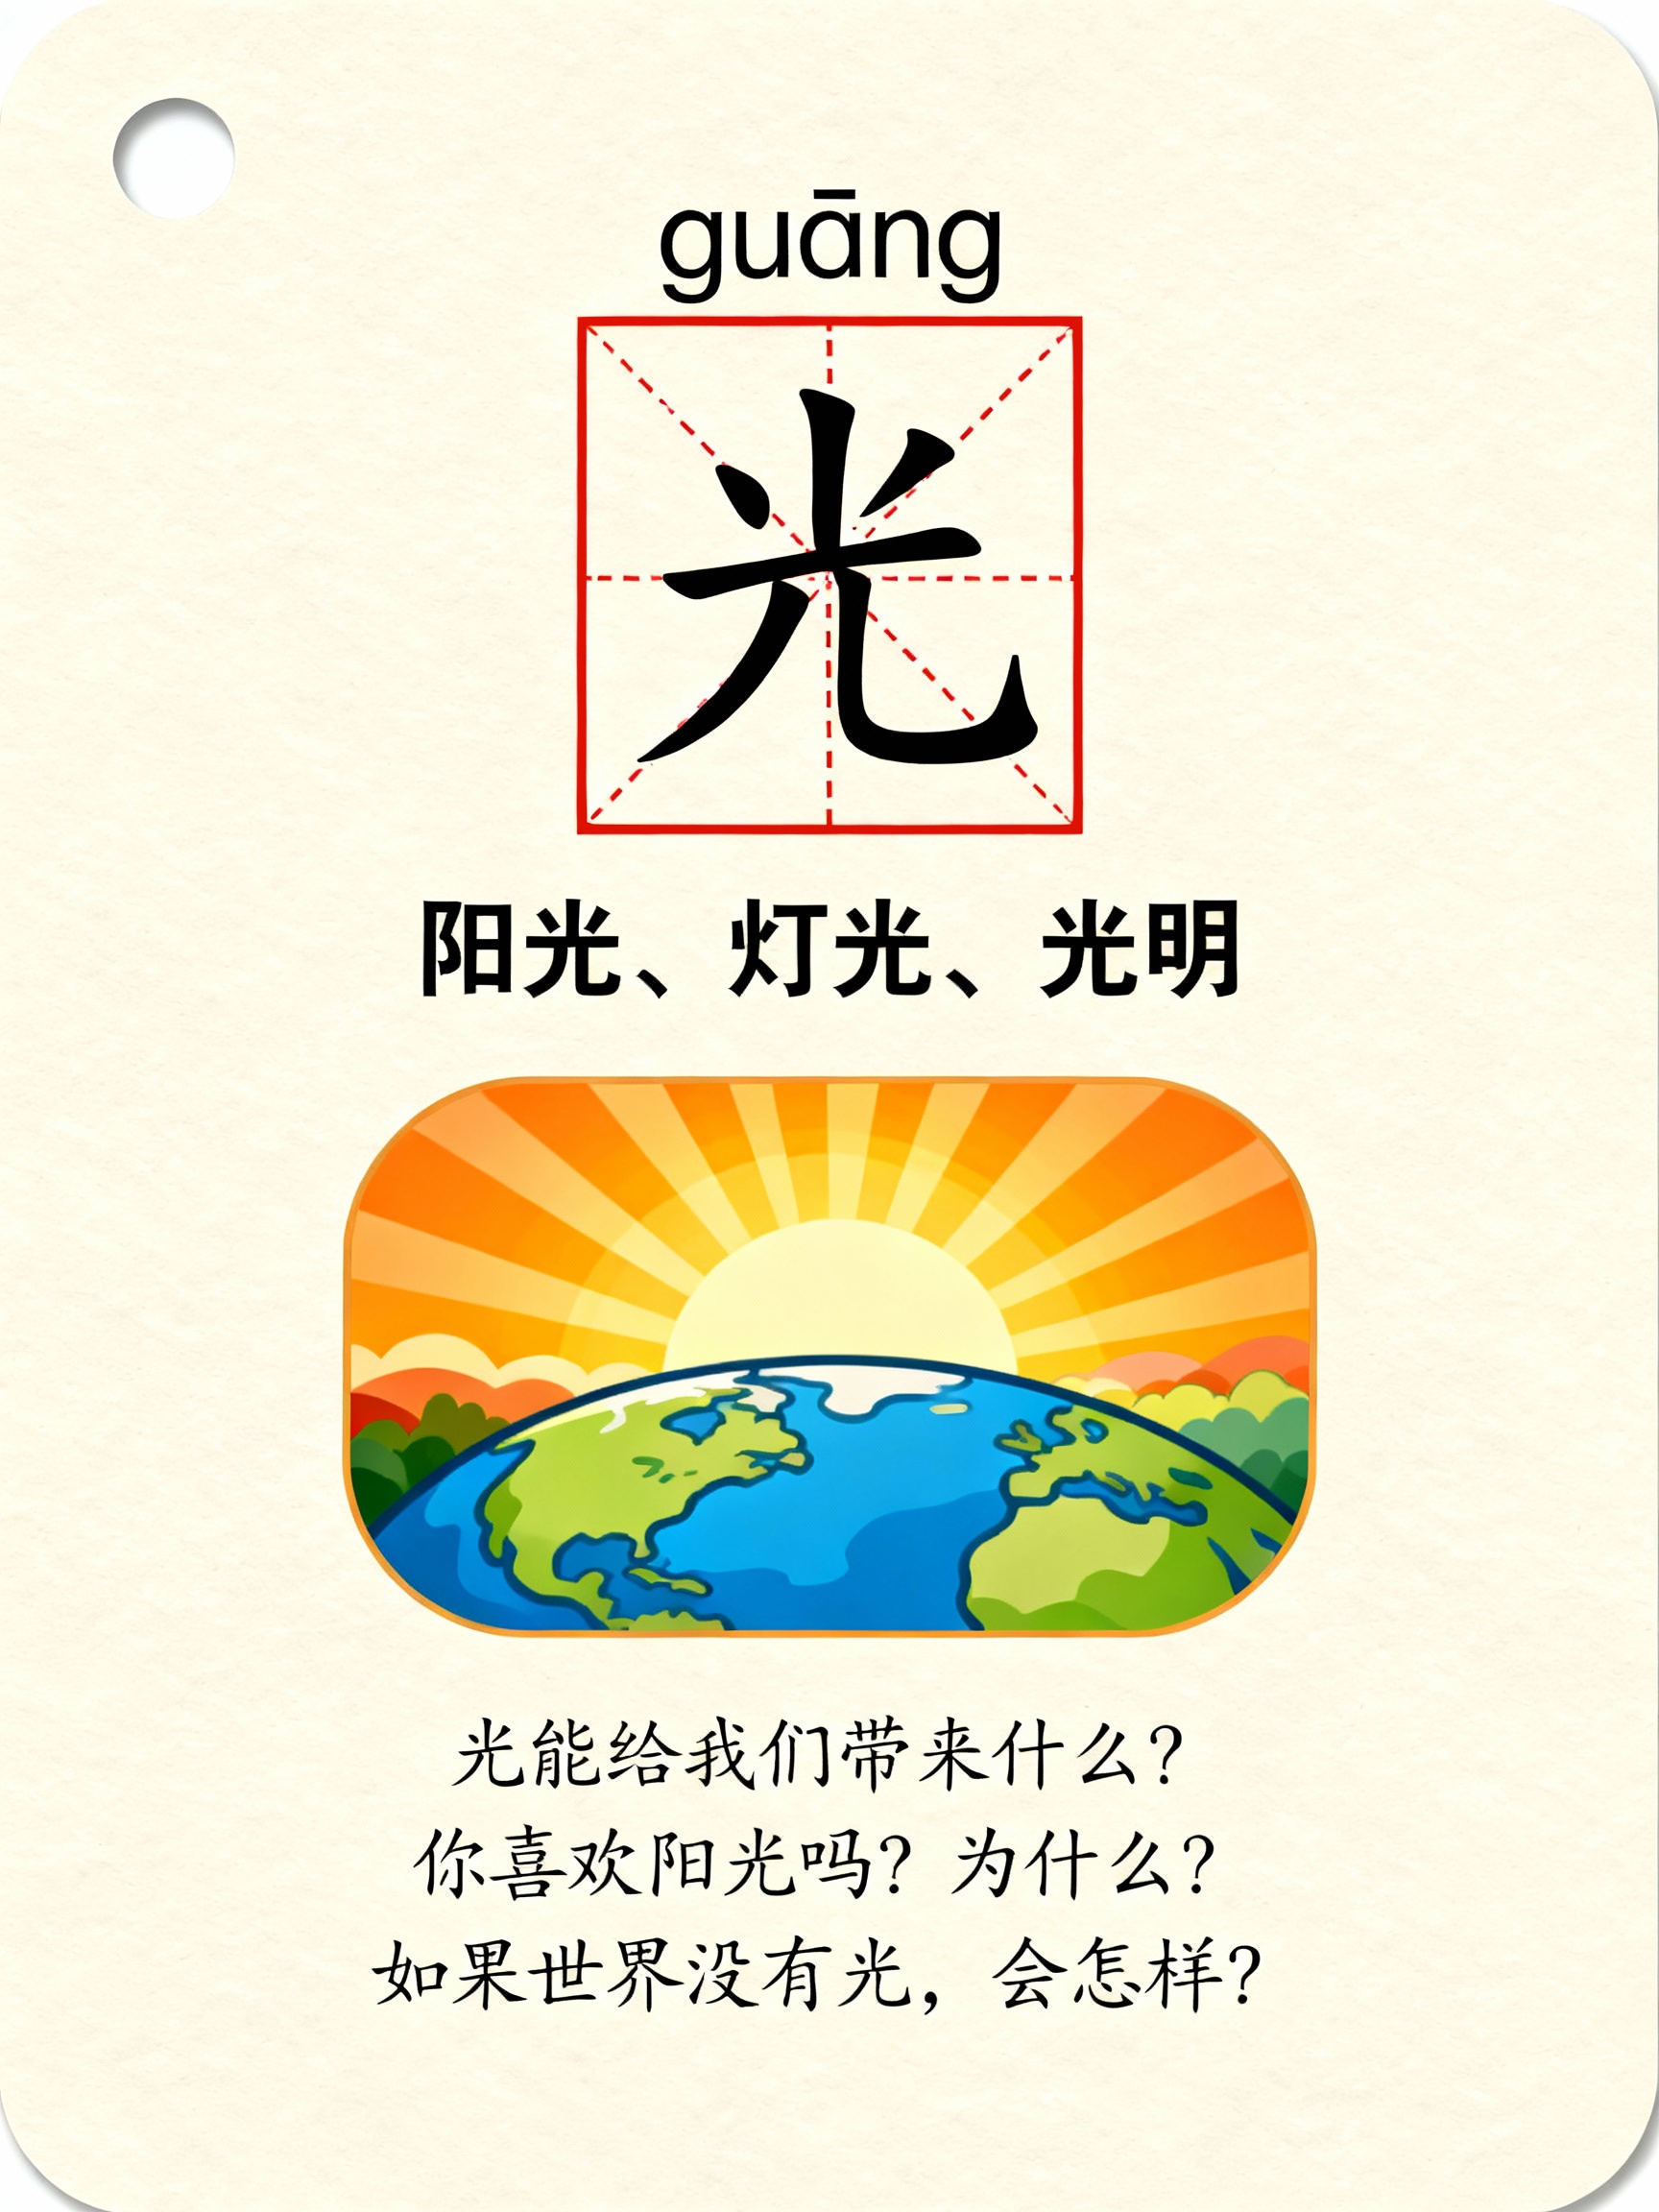 guāng
光
阳光、灯光、光明
光能给我们带来什么？
你喜欢阳光吗？为什么？
如果世界没有光，会怎样？